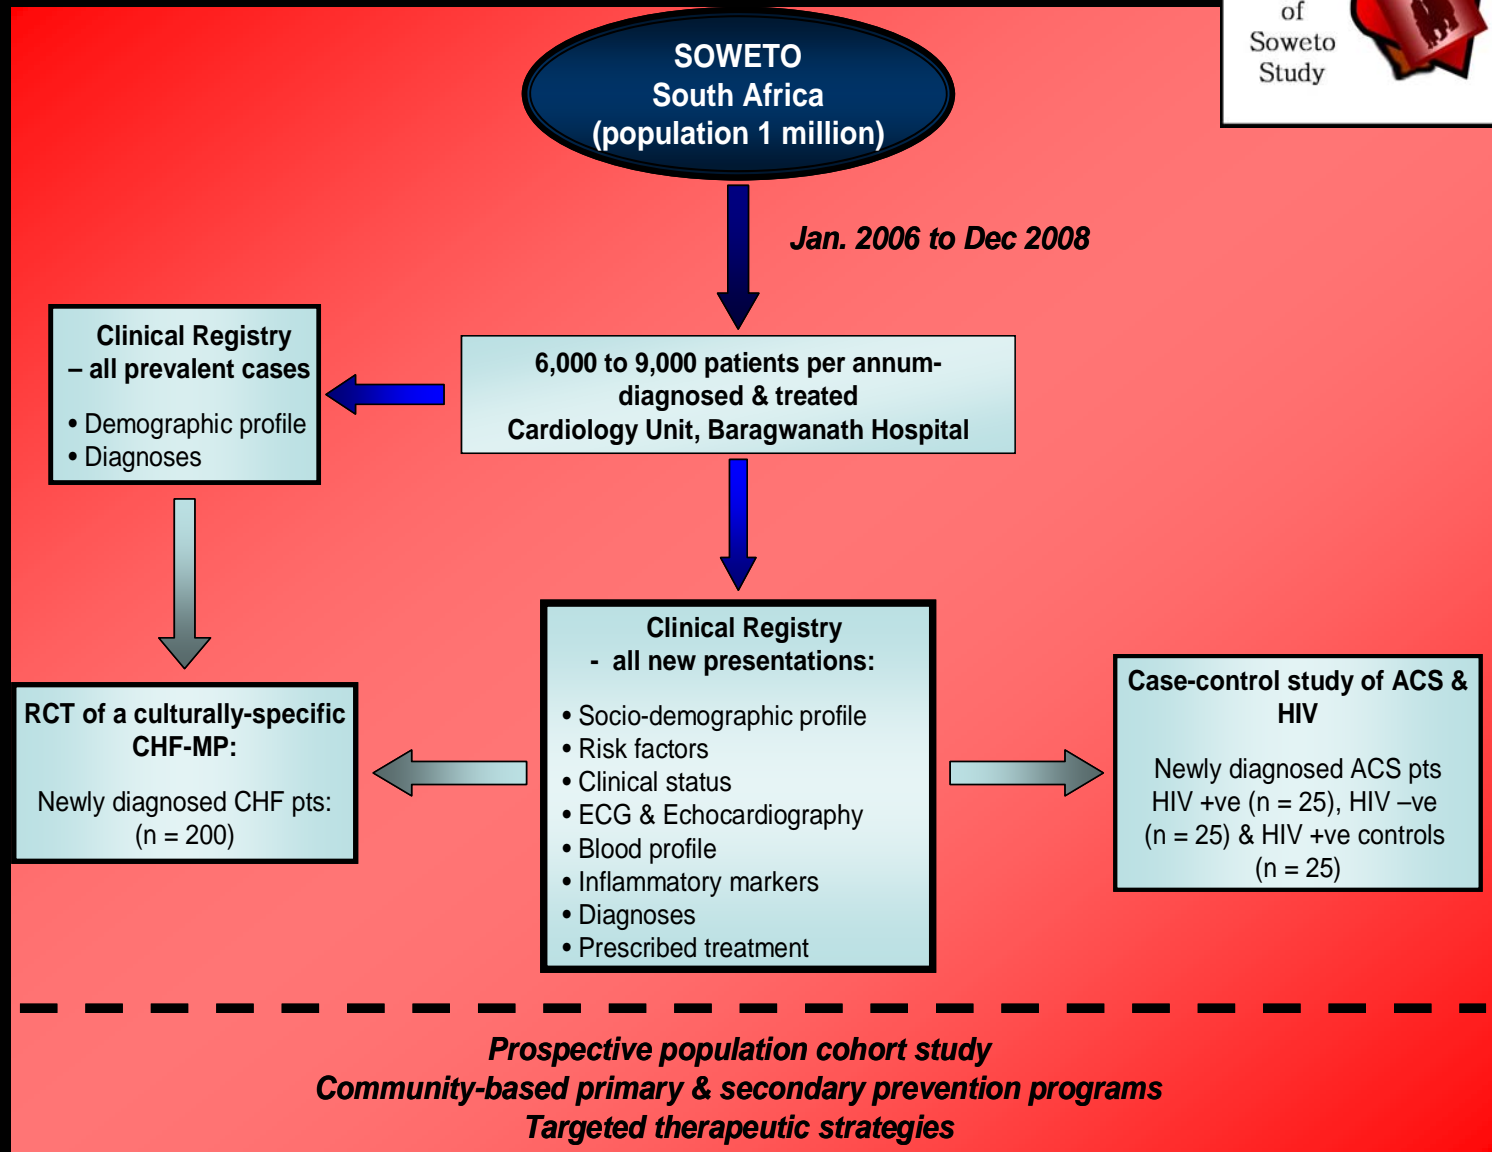 of
Soweto
Study
SOWETO
South Africa
(population 1 million)
Jan. 2006 to Dec 2008
Clinical Registry
– all prevalent cases
• Demographic profile
• Diagnoses
6,000 to 9,000 patients per annum-
diagnosed & treated
Cardiology Unit, Baragwanath Hospital
RCT of a culturally-specific
CHF-MP:
Newly diagnosed CHF pts:
(n = 200)
Clinical Registry
- all new presentations:
• Socio-demographic profile
• Risk factors
• Clinical status
• ECG & Echocardiography
• Blood profile
• Inflammatory markers
• Diagnoses
• Prescribed treatment
Case-control study of ACS &
HIV
Newly diagnosed ACS pts
HIV +ve (n = 25), HIV –ve
(n = 25) & HIV +ve controls
(n = 25)
Prospective population cohort study
Community-based primary & secondary prevention programs
Targeted therapeutic strategies